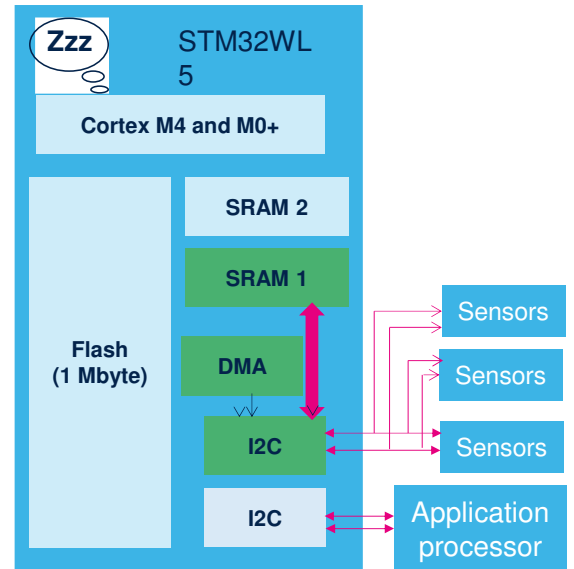 Zzz
STM32WL
5
Cortex M4 and M0+
SRAM 2
SRAM 1
Flash
(1 Mbyte)
DMA
I2C
I2C
Sensors
Sensors
Sensors
Application
processor